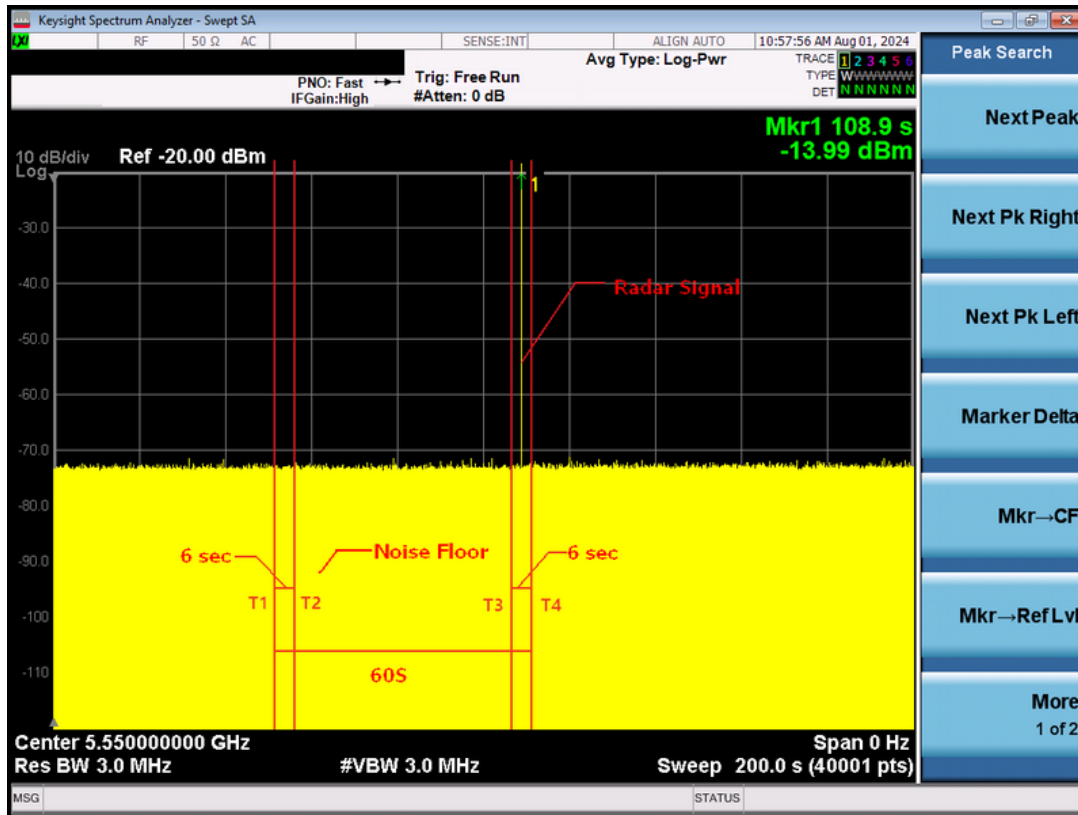 Keysight Spectrum Analyzer - Swept SA
LXI RF 50 Ω AC SENSE:INT ALIGN AUTO 10:57:56 AM Aug 01, 2024
Avg Type: Log-Pwr TRACE 1 2 3 4 5 6
PNO: Fast Trig: Free Run TYPE WWWWWW
IFGain:High #Atten: 0 dB DET N N N N N N
Mkr1 108.9 s
-13.99 dBm
10 dB/div Ref -20.00 dBm
Log
1
-30.0
-40.0
Radar Signal
-50.0
-60.0
-70.0
-80.0
6 sec Noise Floor 6 sec
-90.0
T1 T2 T3 T4
-100
60S
-110
Center 5.550000000 GHz Span 0 Hz
Res BW 3.0 MHz #VBW 3.0 MHz Sweep 200.0 s (40001 pts)
MSG STATUS
Peak Search
Next Peak
Next Pk Right
Next Pk Left
Marker Delta
Mkr→CF
Mkr→Ref Lvl
More
1 of 2